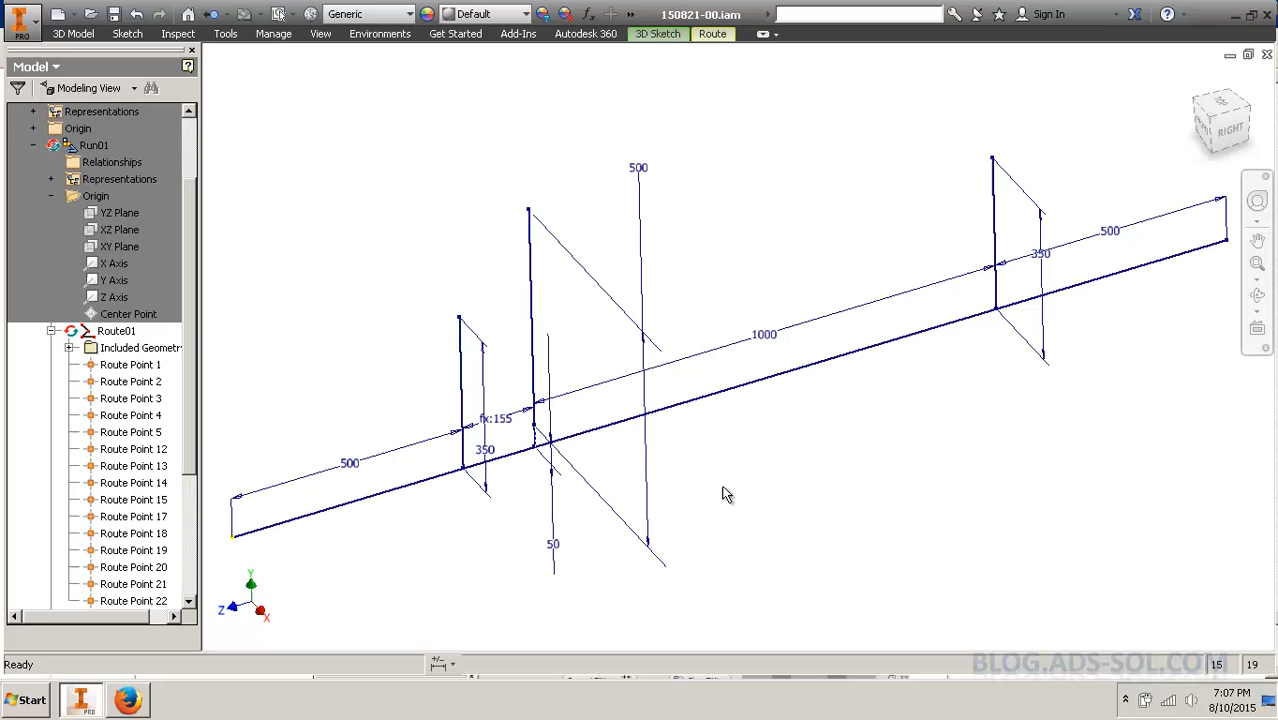 PRO
Generic
Default
fx
150821-00.iam
Sign In
3D Model
Sketch
Inspect
Tools
Manage
View
Environments
Get Started
Add-Ins
Autodesk 360
3D Sketch
Route
Model
Modeling View
Representations
Origin
Run01
Relationships
Representations
Origin
YZ Plane
XZ Plane
XY Plane
X Axis
Y Axis
Z Axis
Center Point
Route01
Included Geometr
Route Point 1
Route Point 2
Route Point 3
Route Point 4
Route Point 5
Route Point 12
Route Point 13
Route Point 14
Route Point 15
Route Point 17
Route Point 18
Route Point 19
Route Point 20
Route Point 21
Route Point 22
RIGHT
500
500
350
1000
fx:155
350
500
50
Y
Z
X
Ready
15
19
BLOG.ADS-SRL.COM
Start
PRO
7:07 PM
8/10/2015